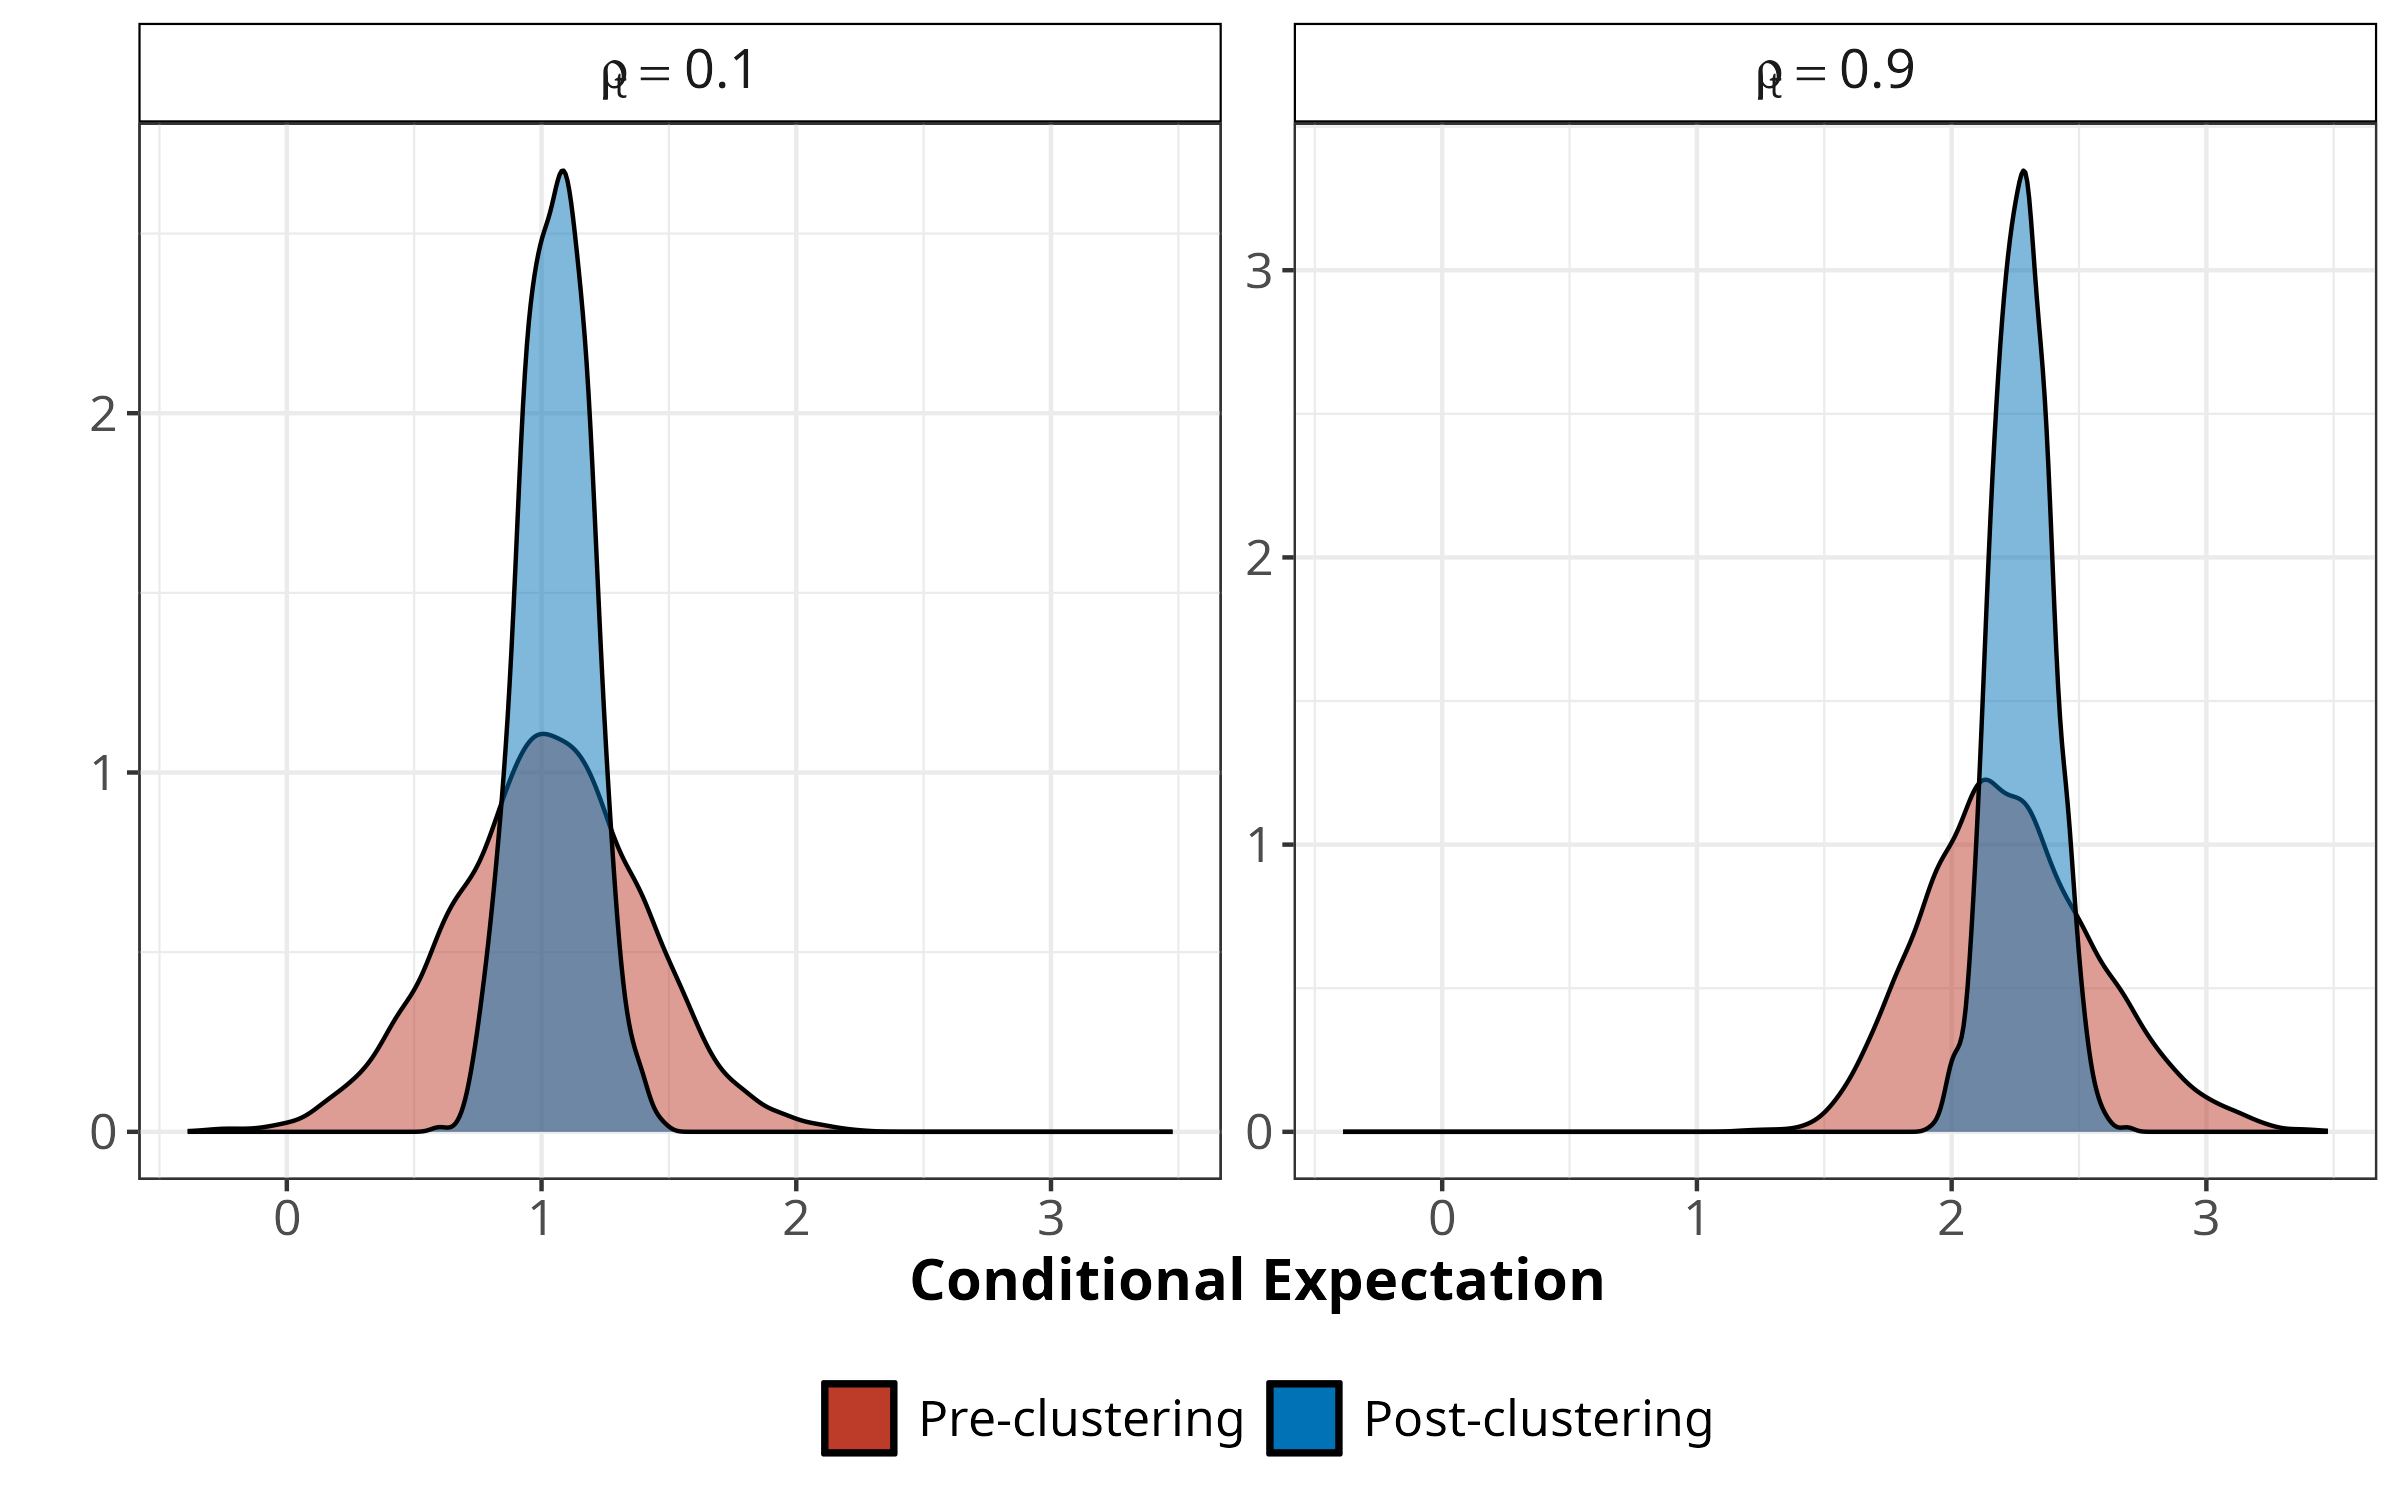 ρt = 0.1
ρt = 0.9
2
1
0
3
2
1
0
0 1 2 3
0 1 2 3
Conditional Expectation
Pre-clustering Post-clustering